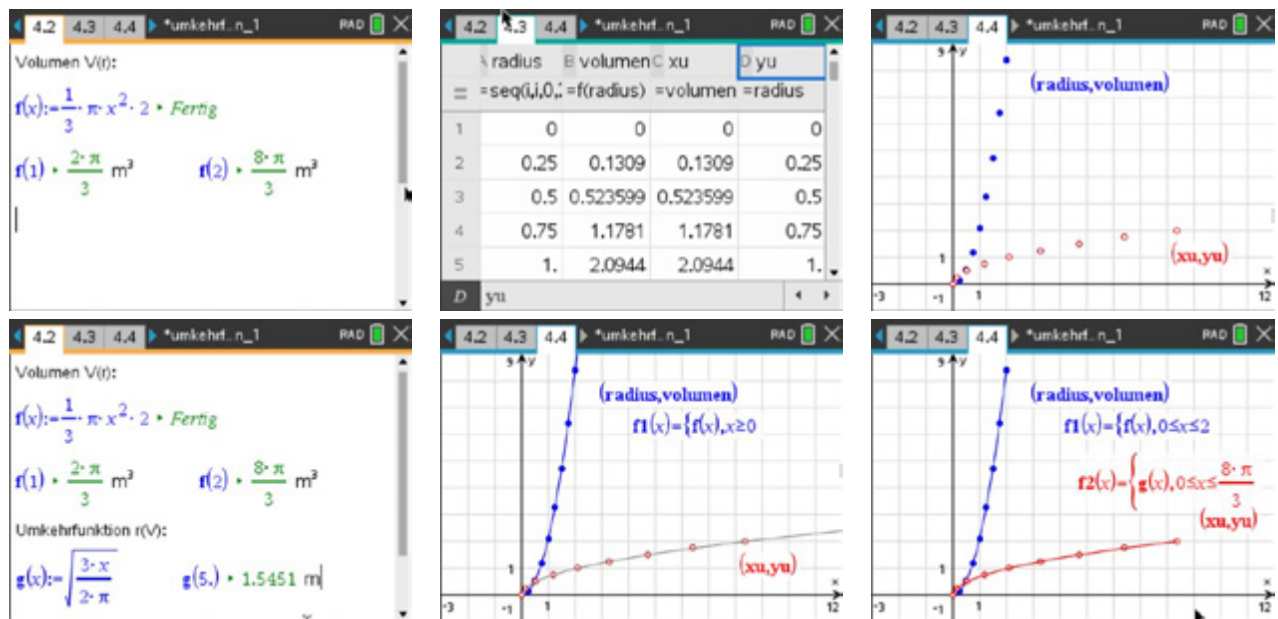 4.2 4.3 4.4 *umkehrf...n_1 RAD
Volumen V(r):
f(x):=1/3·π·x²·2 ▸ Fertig
f(1) ▸ 2·π/3 m³ f(2) ▸ 8·π/3 m³
4.2 4.3 4.4 *umkehrf...n_1 RAD
A radius B volumen C xu D yu
= =seq(i,i,0,2 =f(radius) =volumen =radius
1 0 0 0 0
2 0.25 0.1309 0.1309 0.25
3 0.5 0.523599 0.523599 0.5
4 0.75 1.1781 1.1781 0.75
5 1. 2.0944 2.0944 1.
D yu
4.2 4.3 4.4 *umkehrf...n_1 RAD
9 y
(radius,volumen)
1
(xu,yu)
x
-3 -1 1 12
4.2 4.3 4.4 *umkehrf...n_1 RAD
Volumen V(r):
f(x):=1/3·π·x²·2 ▸ Fertig
f(1) ▸ 2·π/3 m³ f(2) ▸ 8·π/3 m³
Umkehrfunktion r(V):
g(x):=√(3·x/2·π) g(5.) ▸ 1.5451 m
4.2 4.3 4.4 *umkehrf...n_1 RAD
9 y
(radius,volumen)
f1(x)={f(x),x≥0
1
(xu,yu)
x
-3 -1 1 12
4.2 4.3 4.4 *umkehrf...n_1 RAD
9 y
(radius,volumen)
f1(x)={f(x),0≤x≤2
f2(x)={g(x),0≤x≤8·π/3
(xu,yu)
1
x
-3 -1 1 12